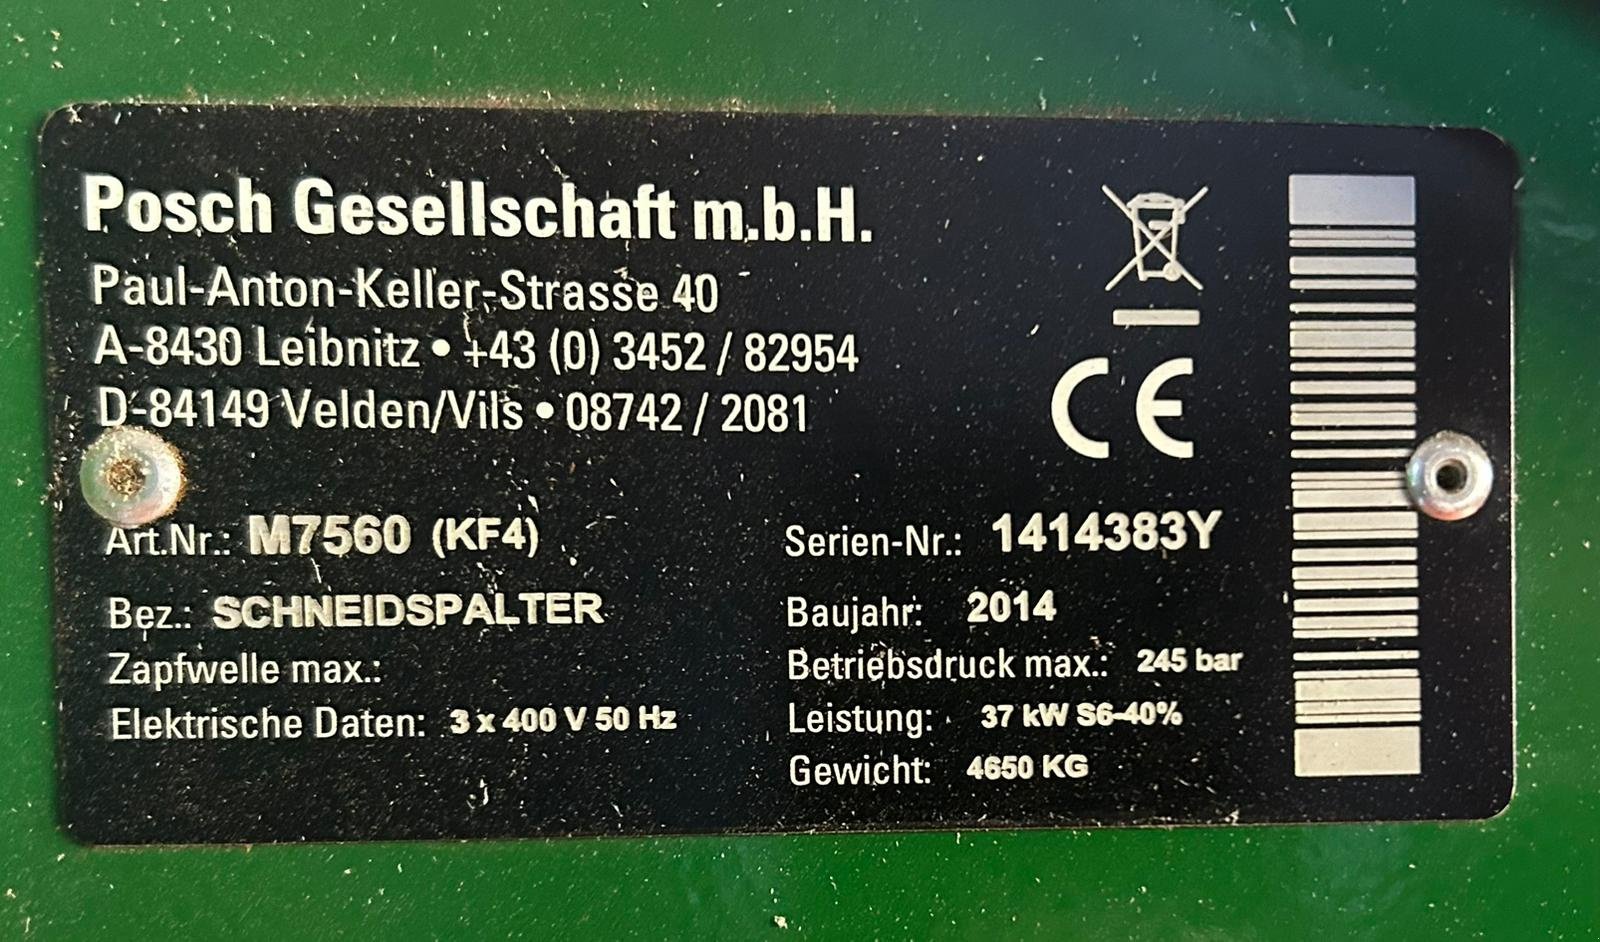 Posch Gesellschaft m.b.H.
Paul-Anton-Keller-Strasse 40
A-8430 Leibnitz • +43 (0) 3452 / 82954
D-84149 Velden/Vils • 08742 / 2081
CE
Art.Nr.: M7560 (KF4)
Bez.: SCHNEIDSPALTER
Zapfwelle max.:
Elektrische Daten: 3 x 400 V 50 Hz
Serien-Nr.: 1414383Y
Baujahr: 2014
Betriebsdruck max.: 245 bar
Leistung: 37 kW S6-40%
Gewicht: 4650 KG